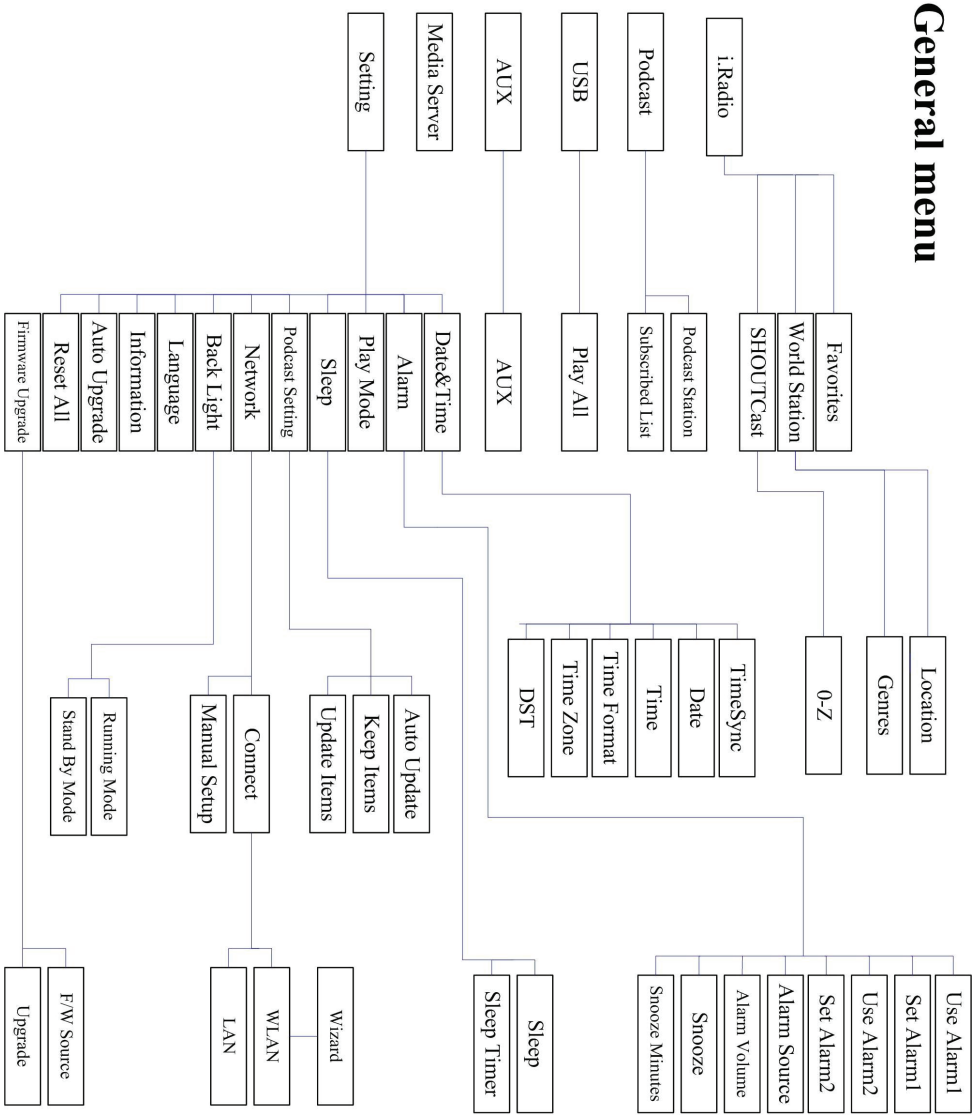 General menu
i.Radio
Podcast
USB
AUX
Media Server
Setting
Favorites
World Station
SHOUTCast
Podcast Station
Subscribed List
Play All
AUX
Date&Time
Alarm
Play Mode
Sleep
Podcast Setting
Network
Back Light
Language
Information
Auto Upgrade
Reset All
Firmware Upgrade
Location
Genres
0-Z
TimeSync
Date
Time
Time Format
Time Zone
DST
Auto Update
Keep Items
Update Items
Connect
Manual Setup
Running Mode
Stand By Mode
Use Alarm1
Set Alarm1
Use Alarm2
Set Alarm2
Alarm Source
Alarm Volume
Snooze
Snooze Minutes
Sleep
Sleep Timer
Wizard
WLAN
LAN
F/W Source
Upgrade